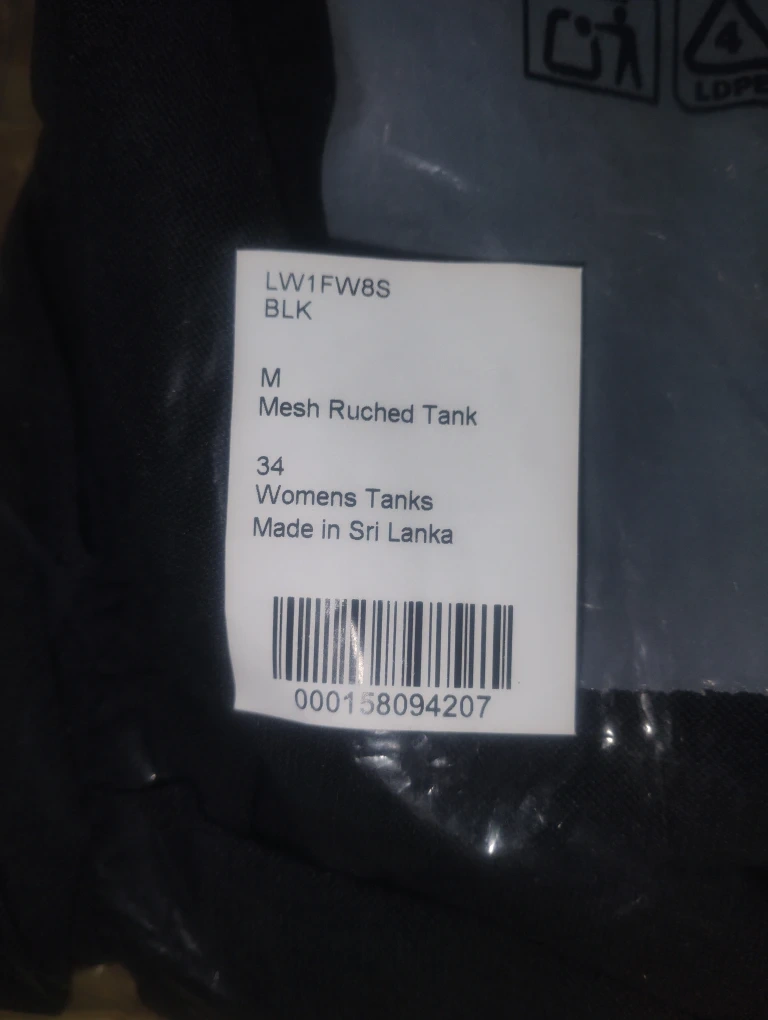 4
LDPE
LW1FW8S
BLK
M
Mesh Ruched Tank
34
Womens Tanks
Made in Sri Lanka
000158094207